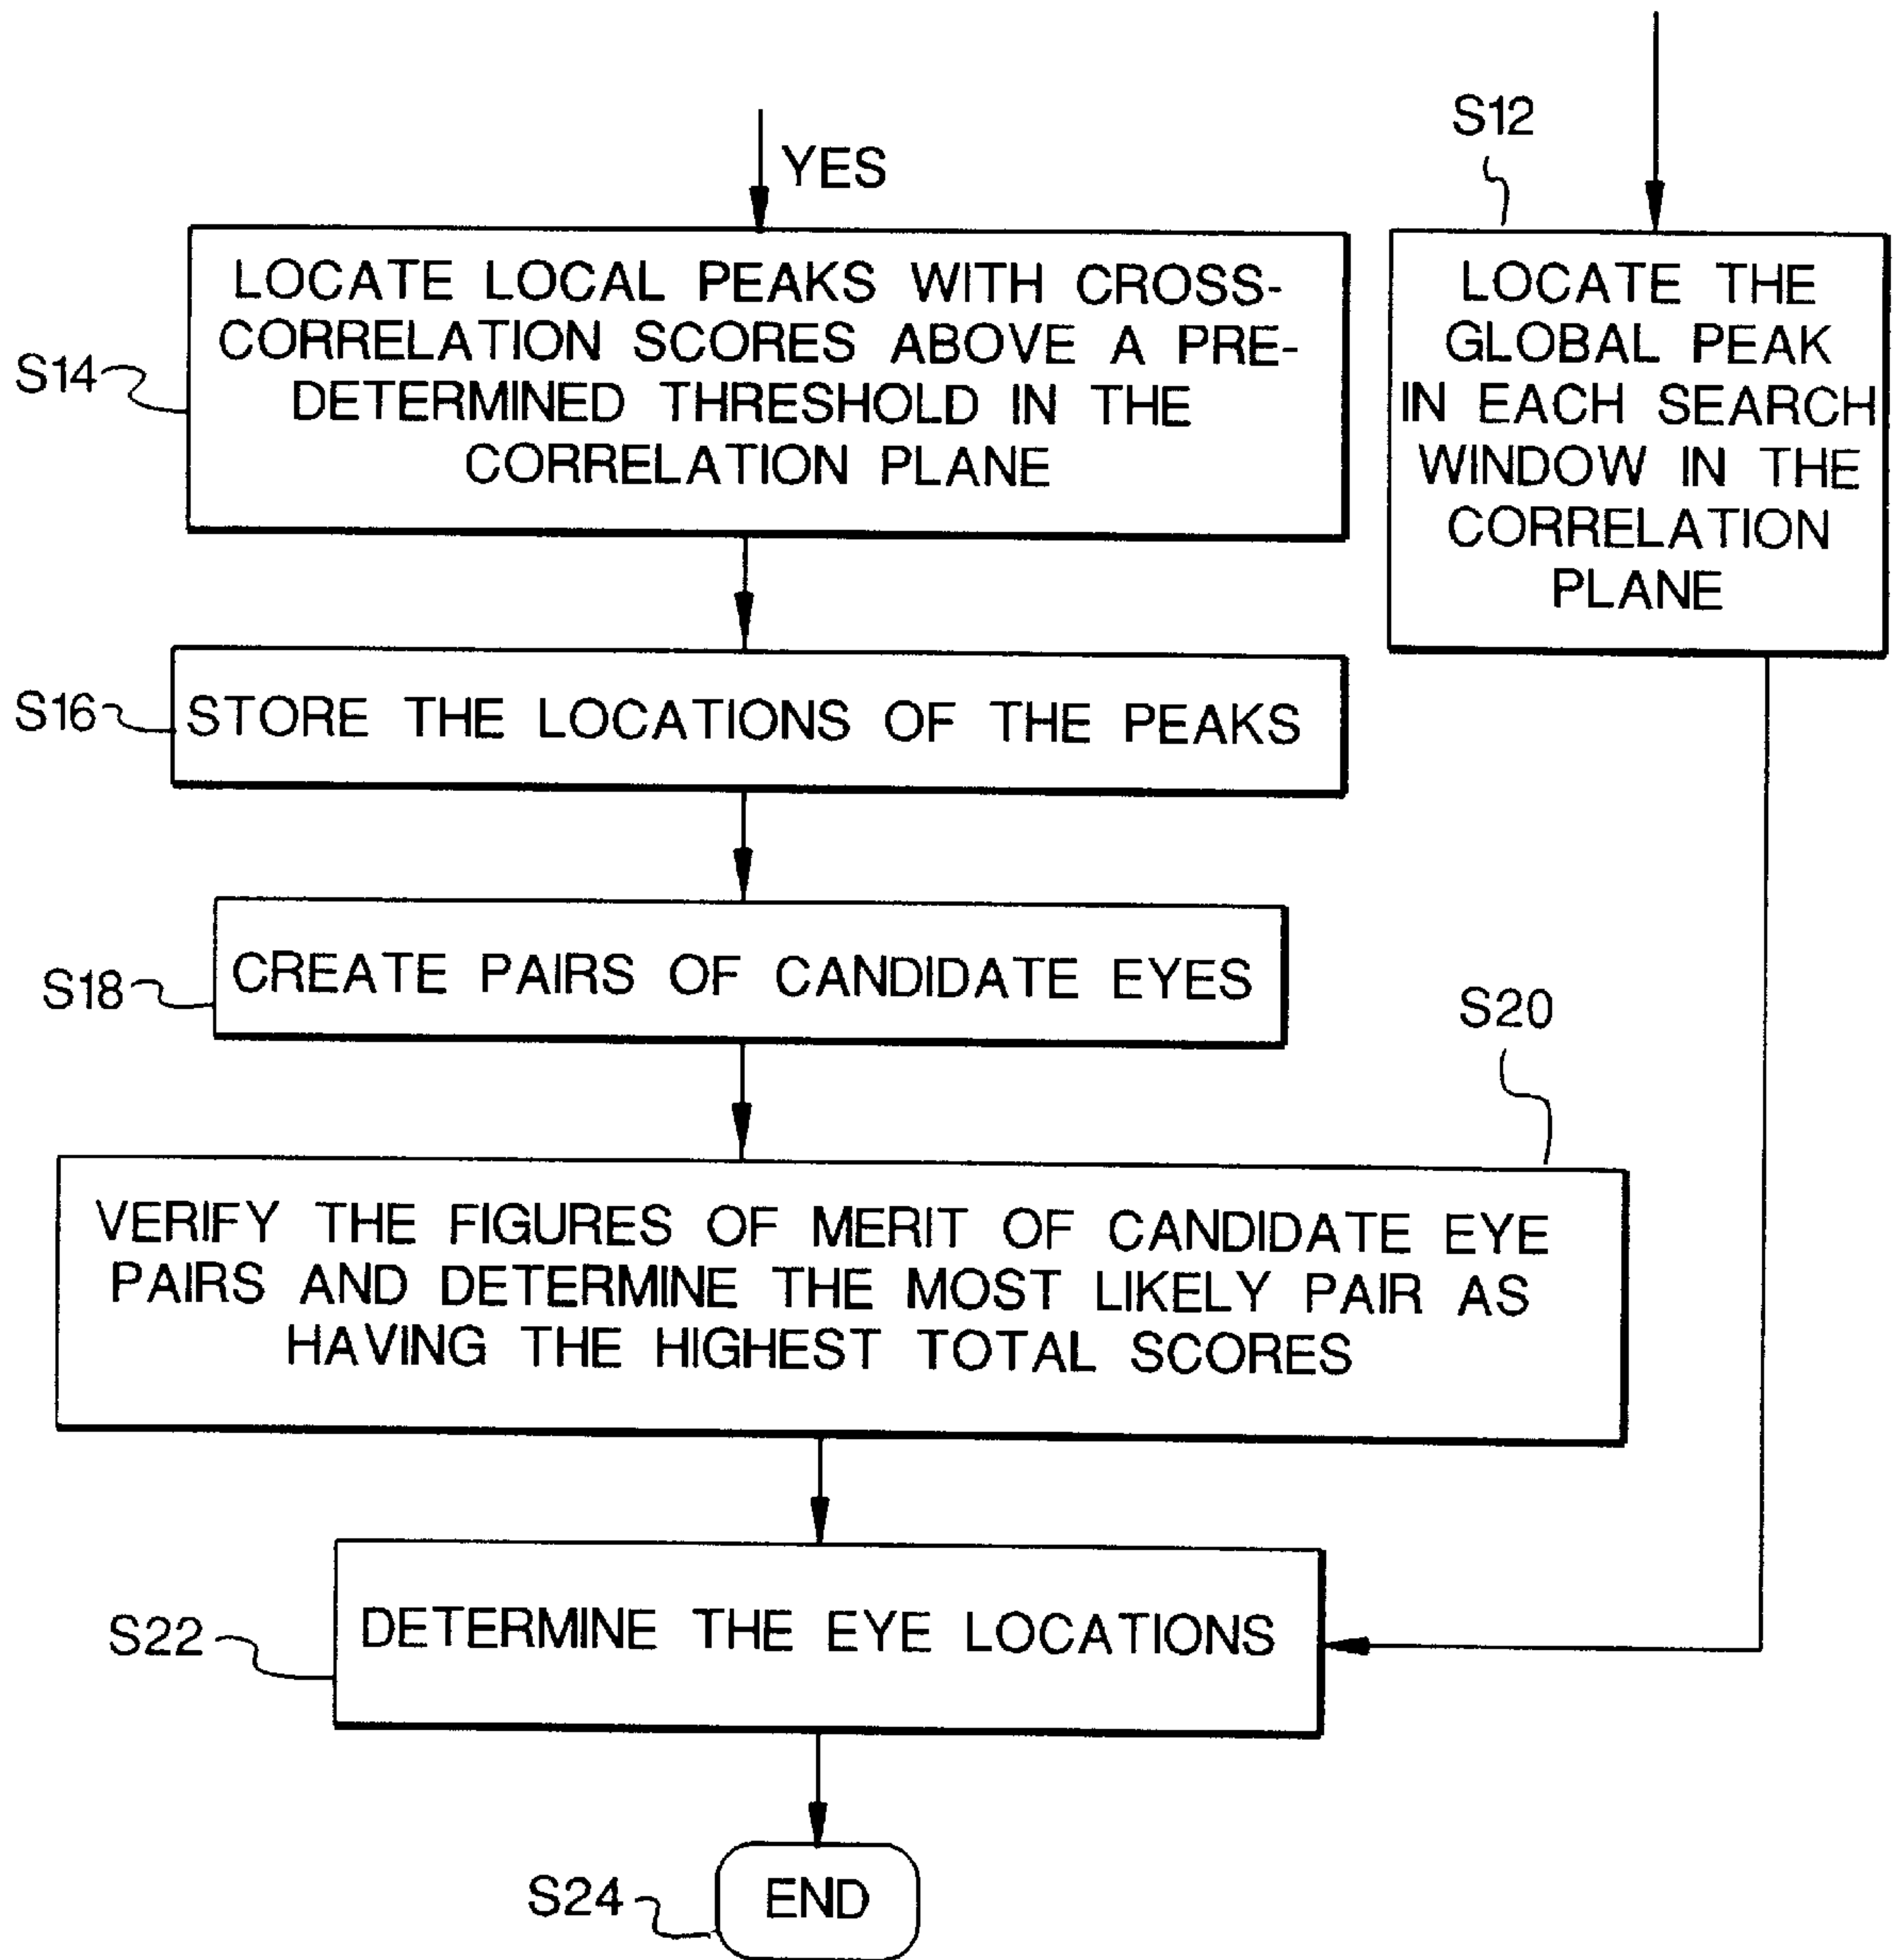 YES
S14
LOCATE LOCAL PEAKS WITH CROSS-
CORRELATION SCORES ABOVE A PRE-
DETERMINED THRESHOLD IN THE
CORRELATION PLANE
S12
LOCATE THE
GLOBAL PEAK
IN EACH SEARCH
WINDOW IN THE
CORRELATION
PLANE
S16
STORE THE LOCATIONS OF THE PEAKS
S18
CREATE PAIRS OF CANDIDATE EYES
S20
VERIFY THE FIGURES OF MERIT OF CANDIDATE EYE
PAIRS AND DETERMINE THE MOST LIKELY PAIR AS
HAVING THE HIGHEST TOTAL SCORES
S22
DETERMINE THE EYE LOCATIONS
S24
END